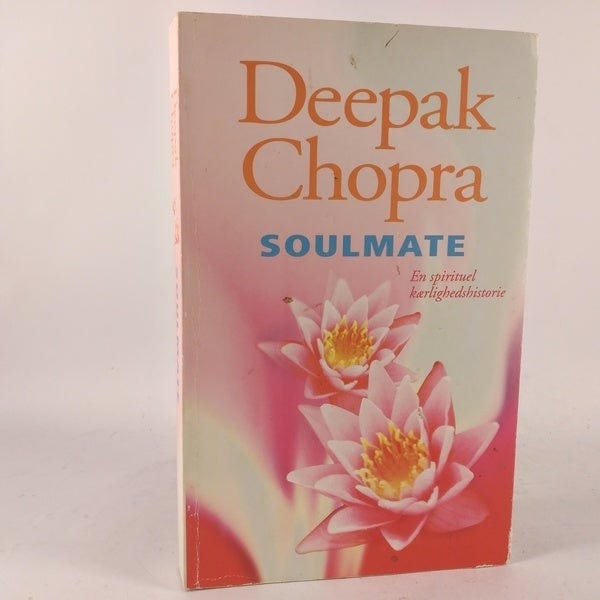 Deepak
Chopra
SOULMATE
En spirituel
kærlighedshistorie